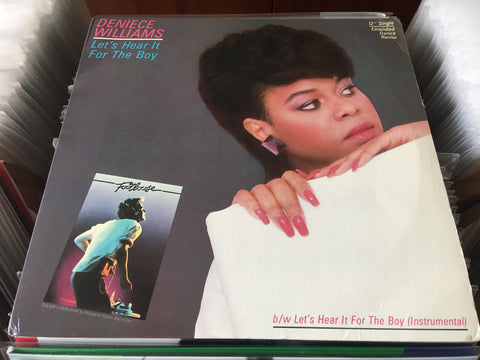 DENIECE
WILLIAMS
Let's Hear It
For The Boy
12" Single
Extended
Dance
Remix
Footloose
b/w Let's Hear It For The Boy (Instrumental)